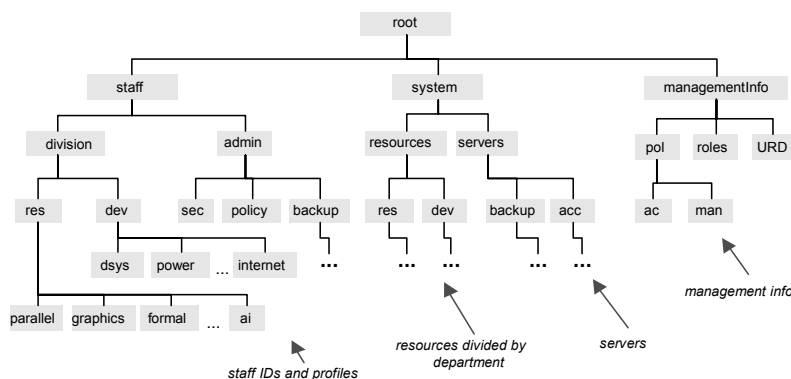 root
staff
system
managementInfo
division
admin
resources
servers
pol
roles
URD
res
dev
sec
policy
backup
res
dev
backup
acc
ac
man
dsys
power
...
internet
...
...
...
...
...
parallel
graphics
formal
...
ai
management info
resources divided by
department
servers
staff IDs and profiles